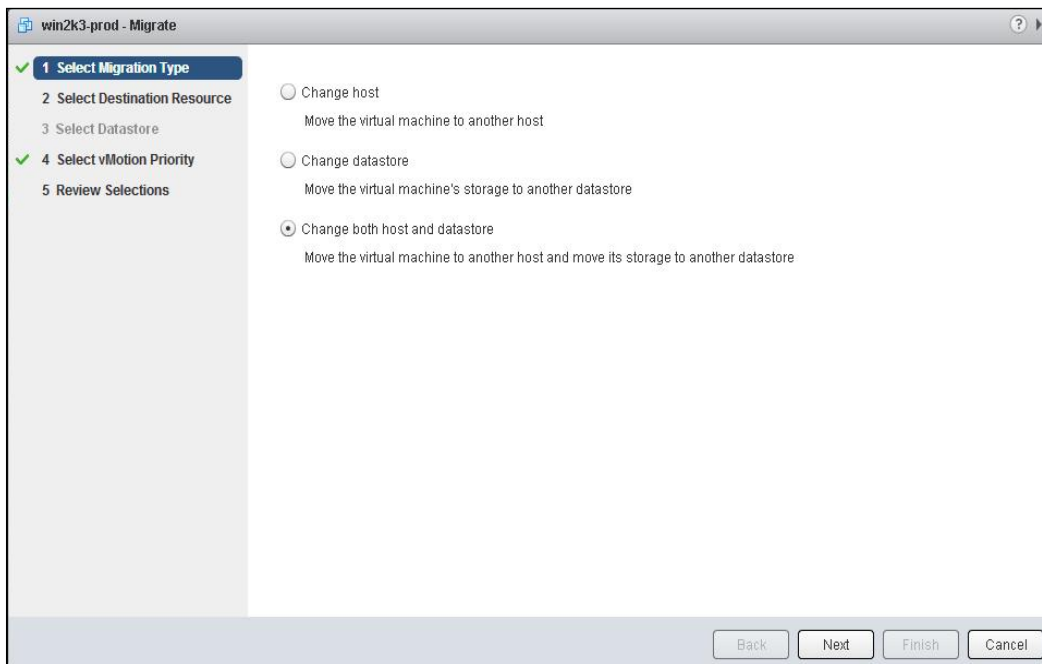 win2k3-prod - Migrate
?
1 Select Migration Type
2 Select Destination Resource
3 Select Datastore
4 Select vMotion Priority
5 Review Selections
Change host
Move the virtual machine to another host
Change datastore
Move the virtual machine's storage to another datastore
Change both host and datastore
Move the virtual machine to another host and move its storage to another datastore
Back
Next
Finish
Cancel